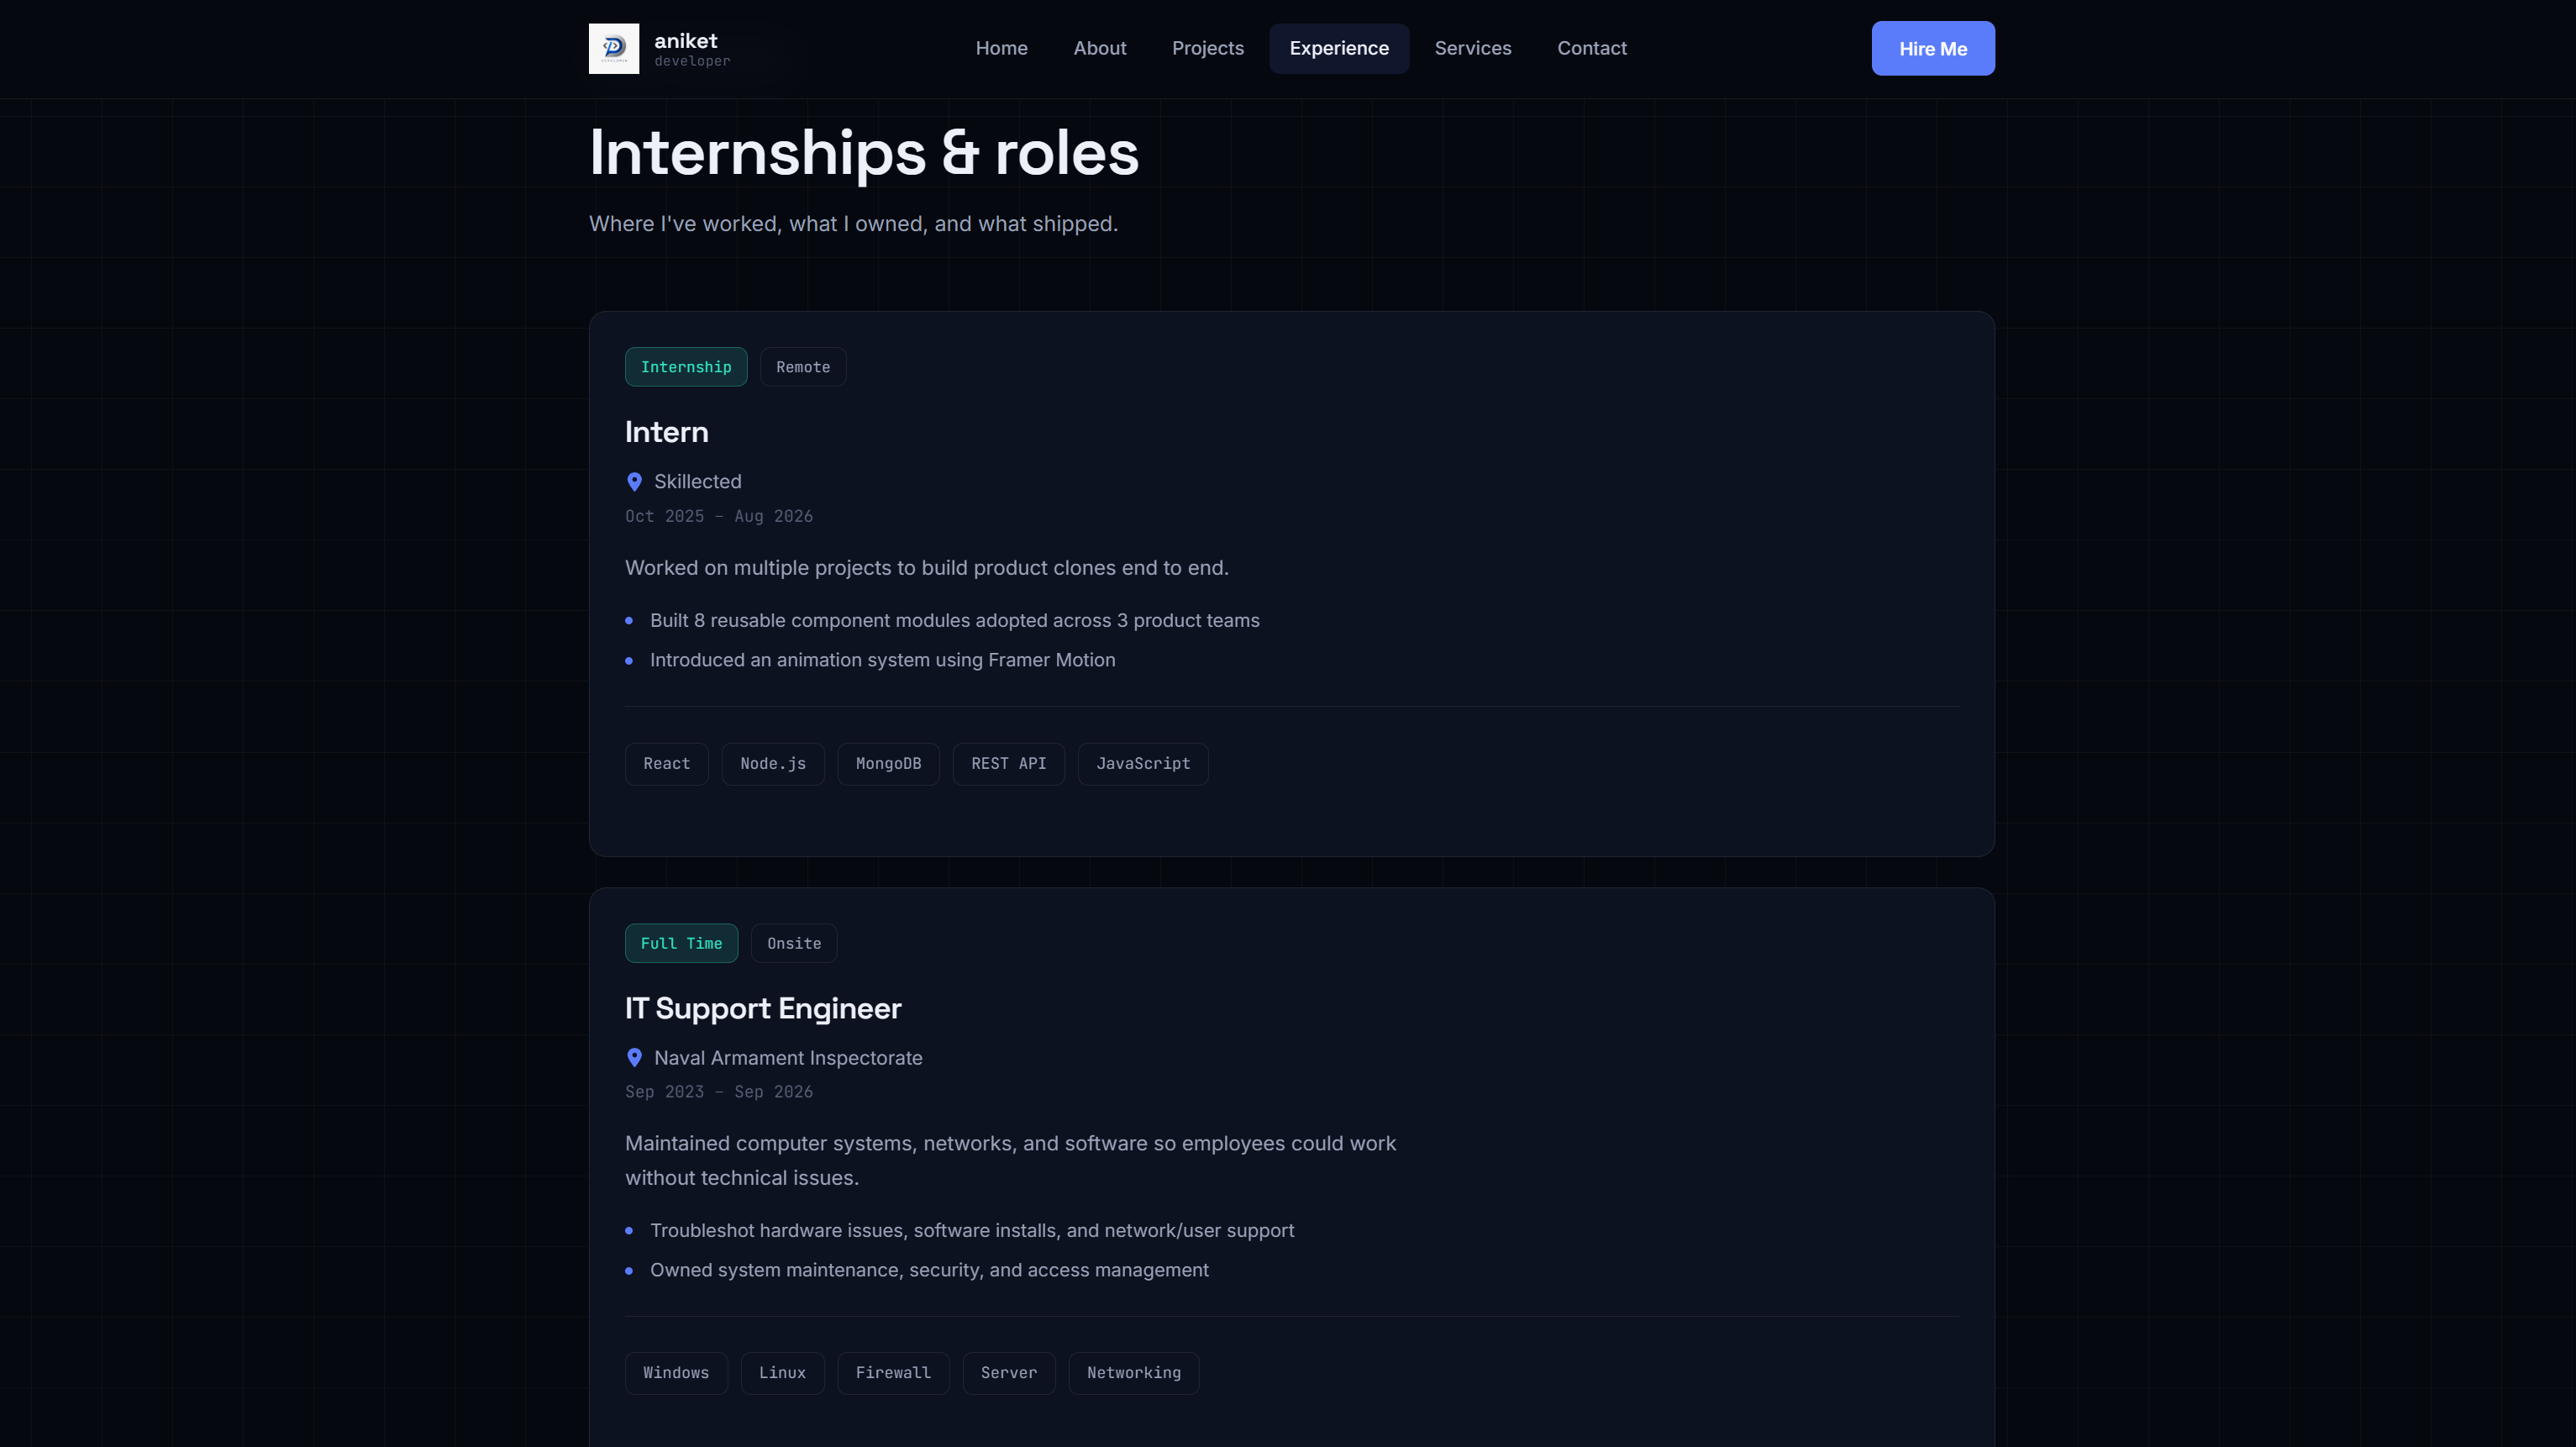 aniket
developer
Home
About
Projects
Experience
Services
Contact
Hire Me
Internships & roles
Where I've worked, what I owned, and what shipped.
Internship
Remote
Intern
Skillected
Oct 2025 – Aug 2026
Worked on multiple projects to build product clones end to end.
Built 8 reusable component modules adopted across 3 product teams
Introduced an animation system using Framer Motion
React
Node.js
MongoDB
REST API
JavaScript
Full Time
Onsite
IT Support Engineer
Naval Armament Inspectorate
Sep 2023 – Sep 2026
Maintained computer systems, networks, and software so employees could work
without technical issues.
Troubleshot hardware issues, software installs, and network/user support
Owned system maintenance, security, and access management
Windows
Linux
Firewall
Server
Networking